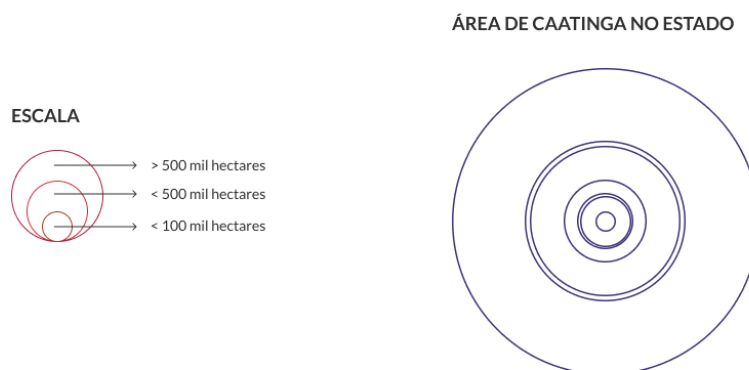 ÁREA DE CAATINGA NO ESTADO
ESCALA
> 500 mil hectares
< 500 mil hectares
< 100 mil hectares